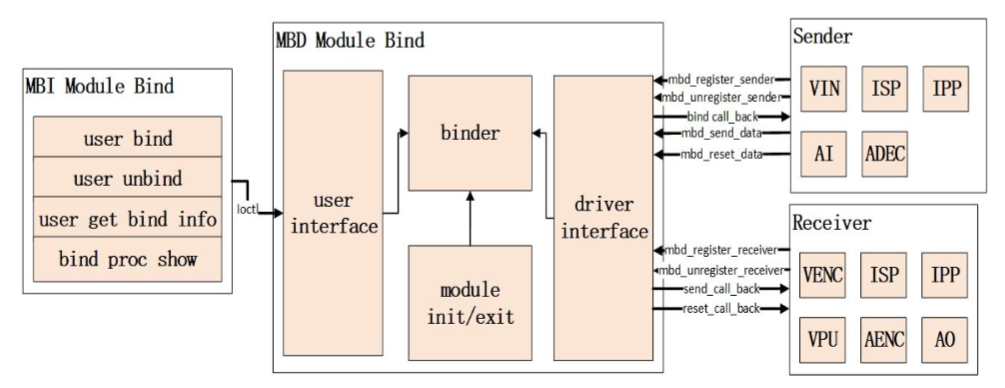 MBI Module Bind
user bind
user unbind
user get bind info
bind proc show
Ioctl
MBD Module Bind
user
interface
binder
module
init/exit
driver
interface
mbd_register_sender
mbd_unregister_sender
bind call_back
mbd_send_data
mbd_reset_data
mbd_register_receiver
mbd_unregister_receiver
send_call_back
reset_call_back
Sender
VIN ISP IPP
AI ADEC
Receiver
VENC ISP IPP
VPU AENC AO